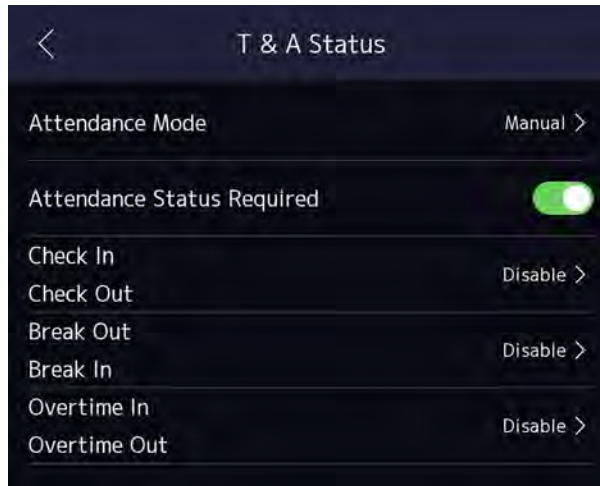 T & A Status
Attendance Mode Manual
Attendance Status Required
Check In
Check Out
Disable
Break Out
Break In
Disable
Overtime In
Overtime Out
Disable